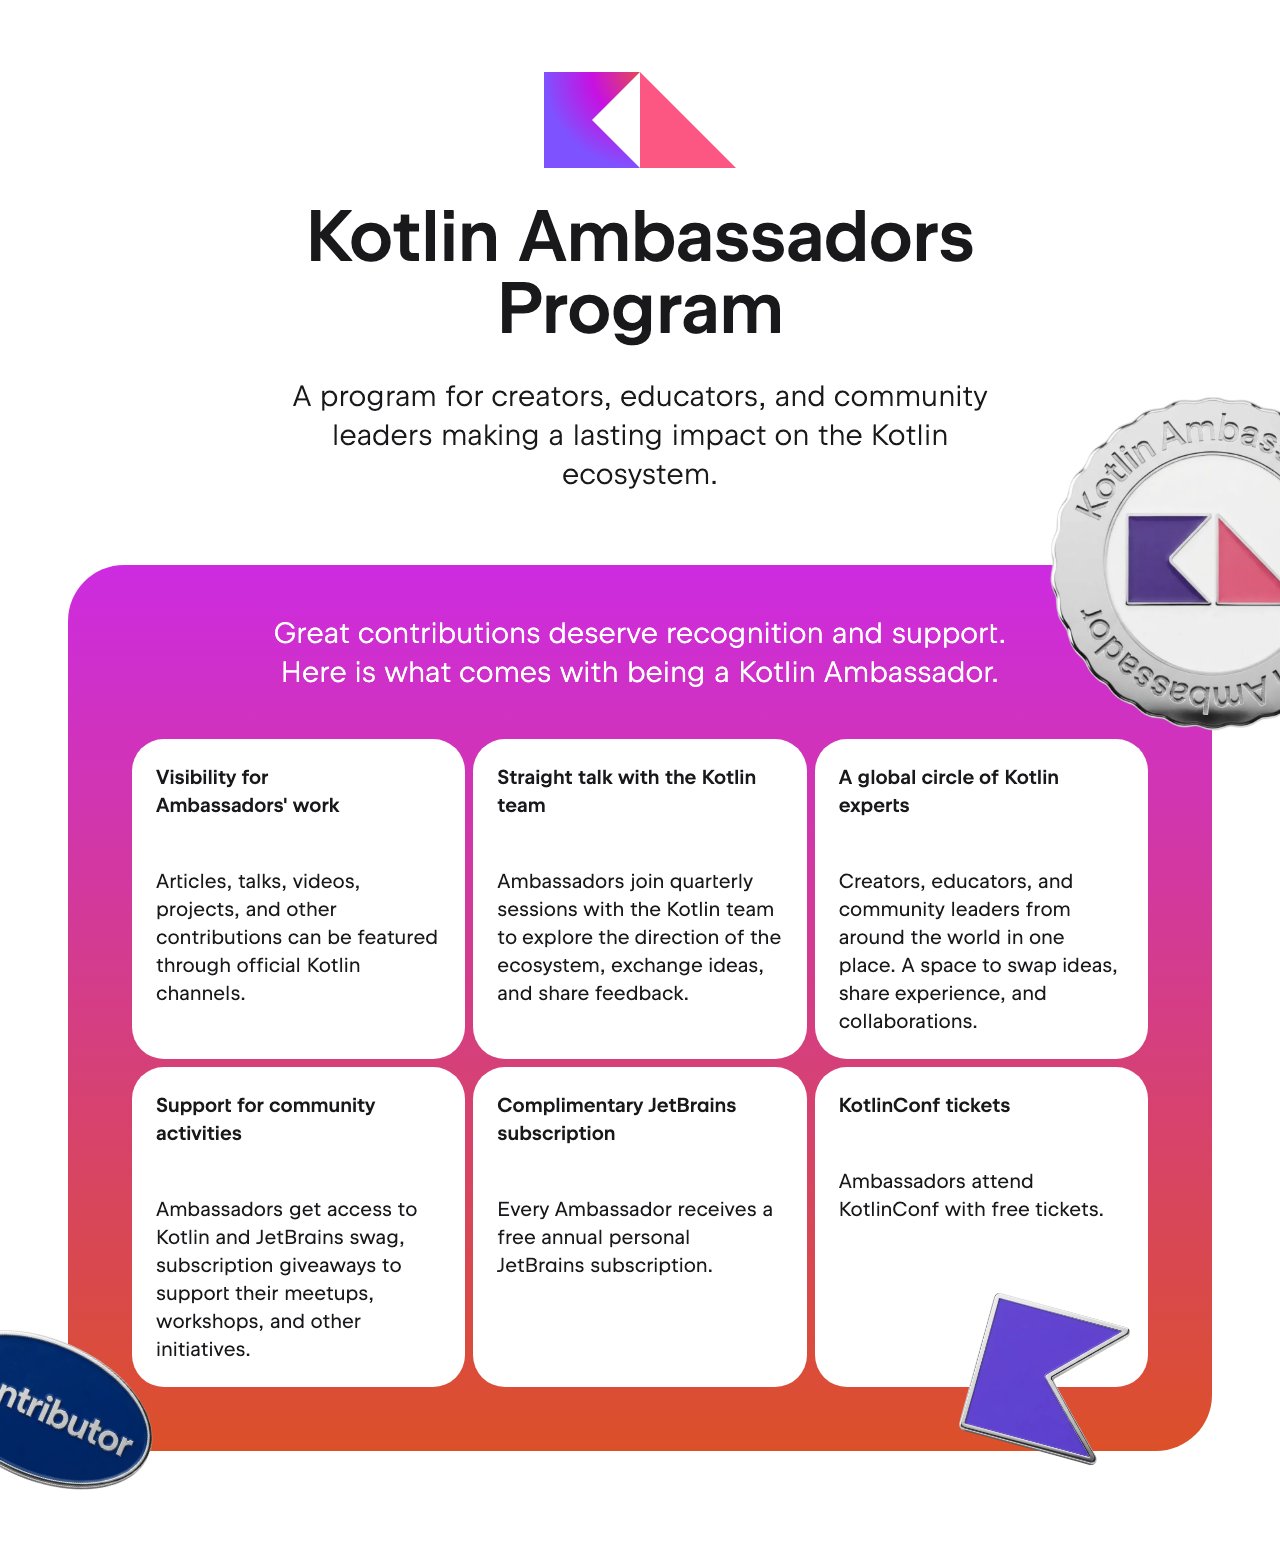 Kotlin Ambassadors
Program
A program for creators, educators, and community
leaders making a lasting impact on the Kotlin
ecosystem.
Kotlin Ambas
Ambassador
Great contributions deserve recognition and support.
Here is what comes with being a Kotlin Ambassador.
Visibility for
Ambassadors' work
Articles, talks, videos,
projects, and other
contributions can be featured
through official Kotlin
channels.
Straight talk with the Kotlin
team
Ambassadors join quarterly
sessions with the Kotlin team
to explore the direction of the
ecosystem, exchange ideas,
and share feedback.
A global circle of Kotlin
experts
Creators, educators, and
community leaders from
around the world in one
place. A space to swap ideas,
share experience, and
collaborations.
Support for community
activities
Ambassadors get access to
Kotlin and JetBrains swag,
subscription giveaways to
support their meetups,
workshops, and other
initiatives.
Complimentary JetBrains
subscription
Every Ambassador receives a
free annual personal
JetBrains subscription.
KotlinConf tickets
Ambassadors attend
KotlinConf with free tickets.
ntributor